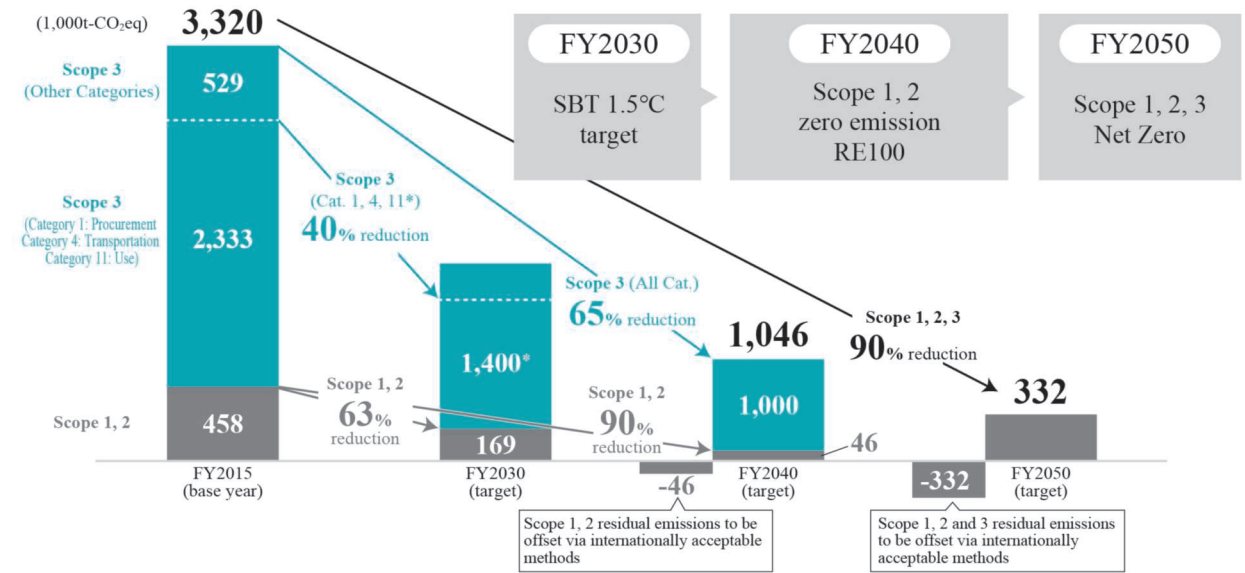 (1,000t-CO₂eq)
3,320
Scope 3
(Other Categories)
529
Scope 3
(Category 1: Procurement
Category 4: Transportation
Category 11: Use)
2,333
Scope 1, 2
458
FY2015
(base year)
Scope 3
(Cat. 1, 4, 11*)
40% reduction
1,400*
Scope 1, 2
63%
reduction
169
FY2030
(target)
Scope 3 (All Cat.)
65% reduction
Scope 1, 2
90%
reduction
1,046
1,000
46
-46
FY2040
(target)
Scope 1, 2 residual emissions to be
offset via internationally acceptable
methods
Scope 1, 2, 3
90% reduction
332
-332
FY2050
(target)
Scope 1, 2 and 3 residual emissions
to be offset via internationally
acceptable methods
FY2030
SBT 1.5℃
target
FY2040
Scope 1, 2
zero emission
RE100
FY2050
Scope 1, 2, 3
Net Zero